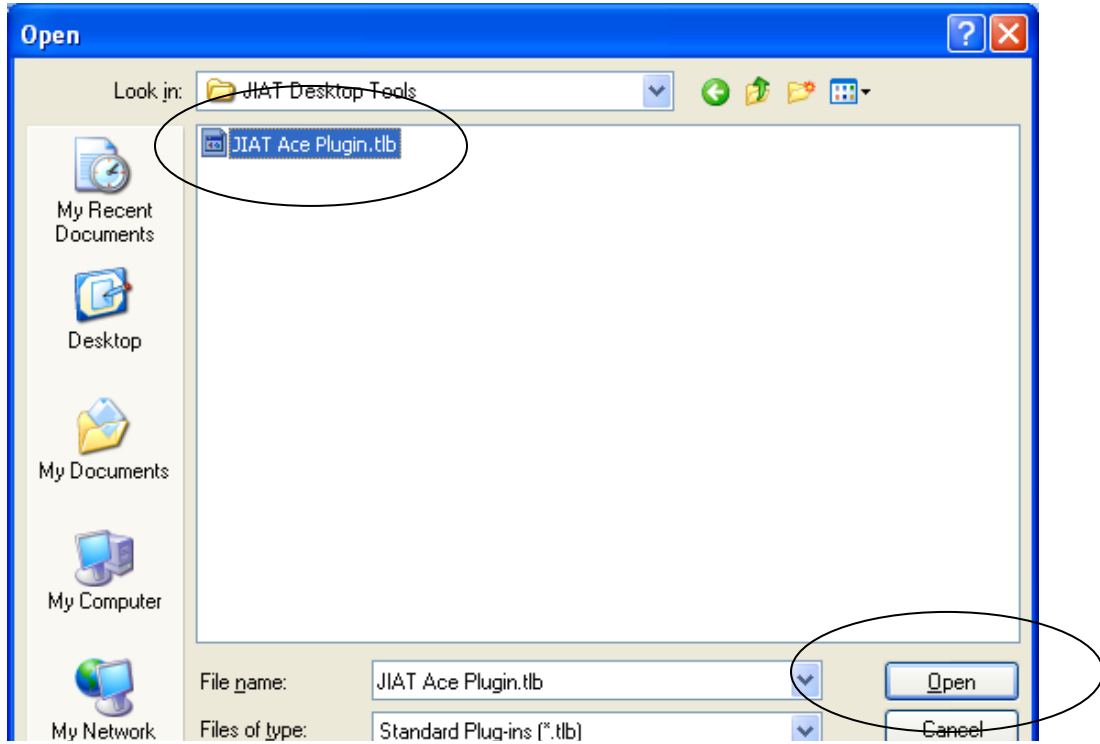 Open
Look in:
JIAT Desktop Tools
JIAT Ace Plugin.tlb
My Recent
Documents
Desktop
My Documents
My Computer
My Network
File name:
JIAT Ace Plugin.tlb
Open
Files of type:
Standard Plug-ins (*.tlb)
Cancel